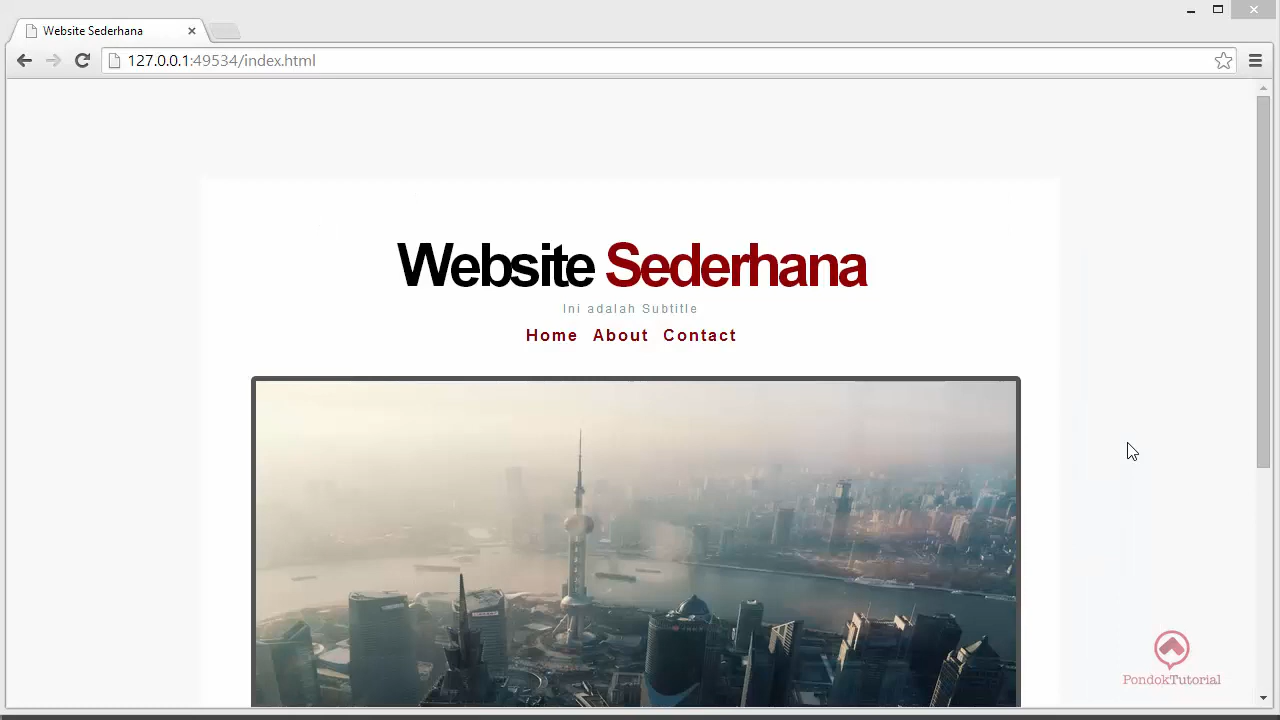 Website Sederhana
127.0.0.1:49534/index.html
Website Sederhana
Ini adalah Subtitle
Home About Contact
PondokTutorial